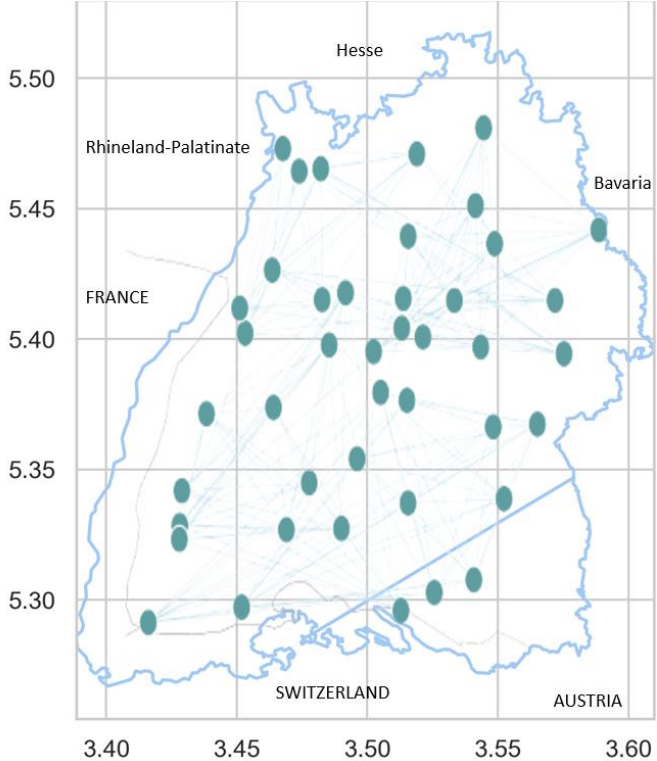 Hesse
5.50
Rhineland-Palatinate
Bavaria
5.45
FRANCE
5.40
5.35
5.30
SWITZERLAND
AUSTRIA
3.40 3.45 3.50 3.55 3.60